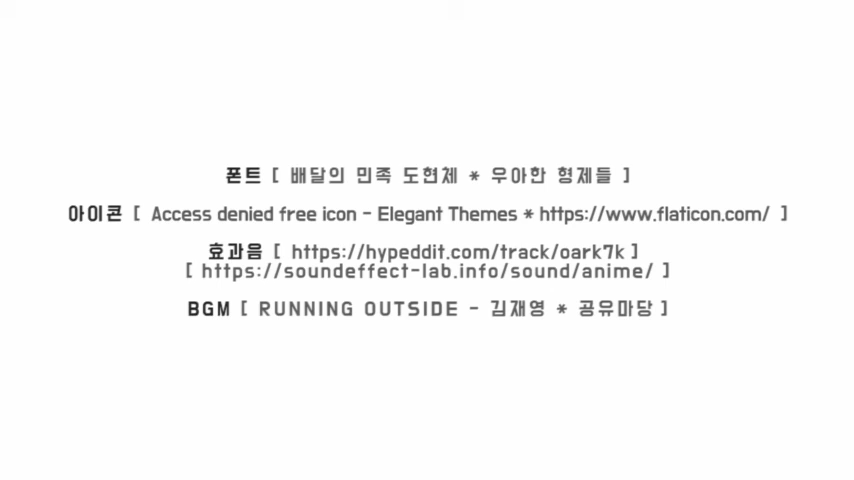 폰트 [ 배달의 민족 도현체 * 우아한 형제들 ]
아이콘 [ Access denied free icon - Elegant Themes * https://www.flaticon.com/ ]
효과음 [ https://hypeddit.com/track/oark7k ]
[ https://soundeffect-lab.info/sound/anime/ ]
BGM [ RUNNING OUTSIDE - 김재영 * 공유마당 ]